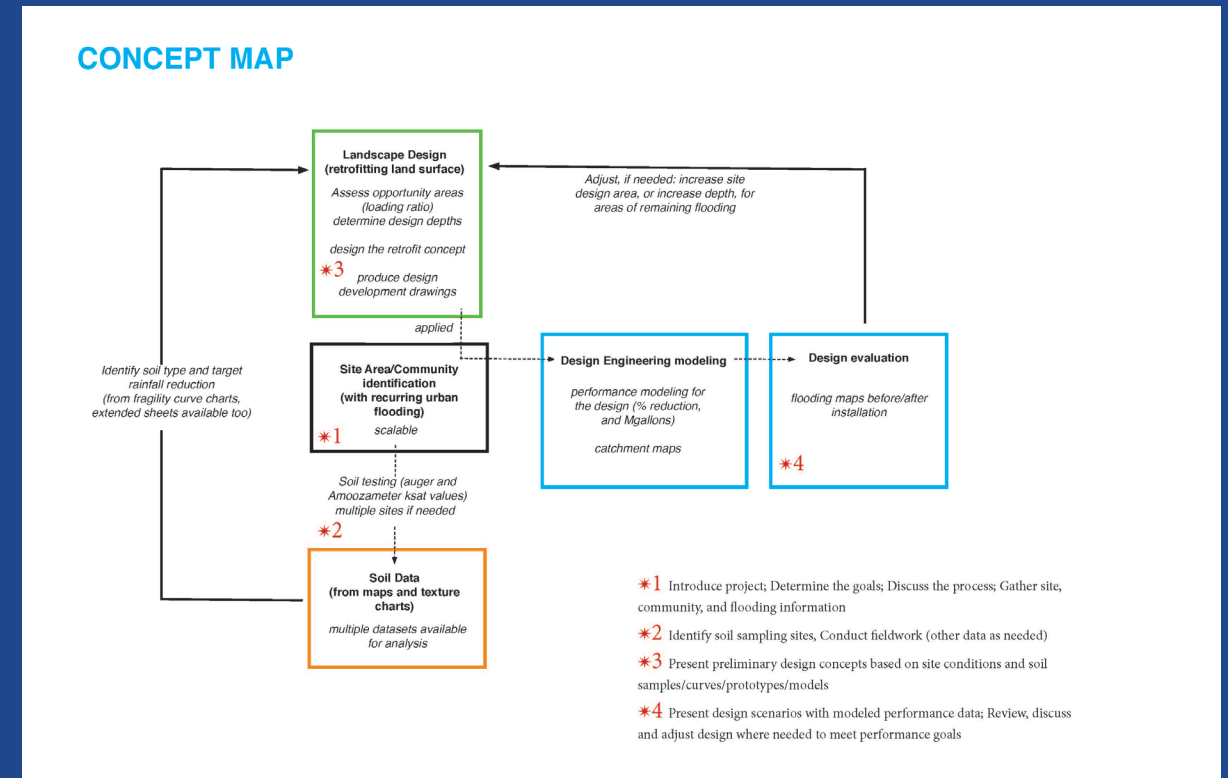 CONCEPT MAP
Landscape Design
(retrofitting land surface)
Assess opportunity areas
(loading ratio)
determine design depths
design the retrofit concept
✴3
produce design
development drawings
Adjust, if needed: increase site
design area, or increase depth, for
areas of remaining flooding
applied
Identify soil type and target
rainfall reduction
(from fragility curve charts,
extended sheets available too)
Site Area/Community
identification
(with recurring urban
flooding)
scalable
✴1
Design Engineering modeling
performance modeling for
the design (% reduction,
and Mgallons)
catchment maps
Design evaluation
flooding maps before/after
installation
✴4
Soil testing (auger and
Amoozameter ksat values)
multiple sites if needed
✴2
Soil Data
(from maps and texture
charts)
multiple datasets available
for analysis
✴1 Introduce project; Determine the goals; Discuss the process; Gather site,
community, and flooding information
✴2 Identify soil sampling sites, Conduct fieldwork (other data as needed)
✴3 Present preliminary design concepts based on site conditions and soil
samples/curves/prototypes/models
✴4 Present design scenarios with modeled performance data; Review, discuss
and adjust design where needed to meet performance goals